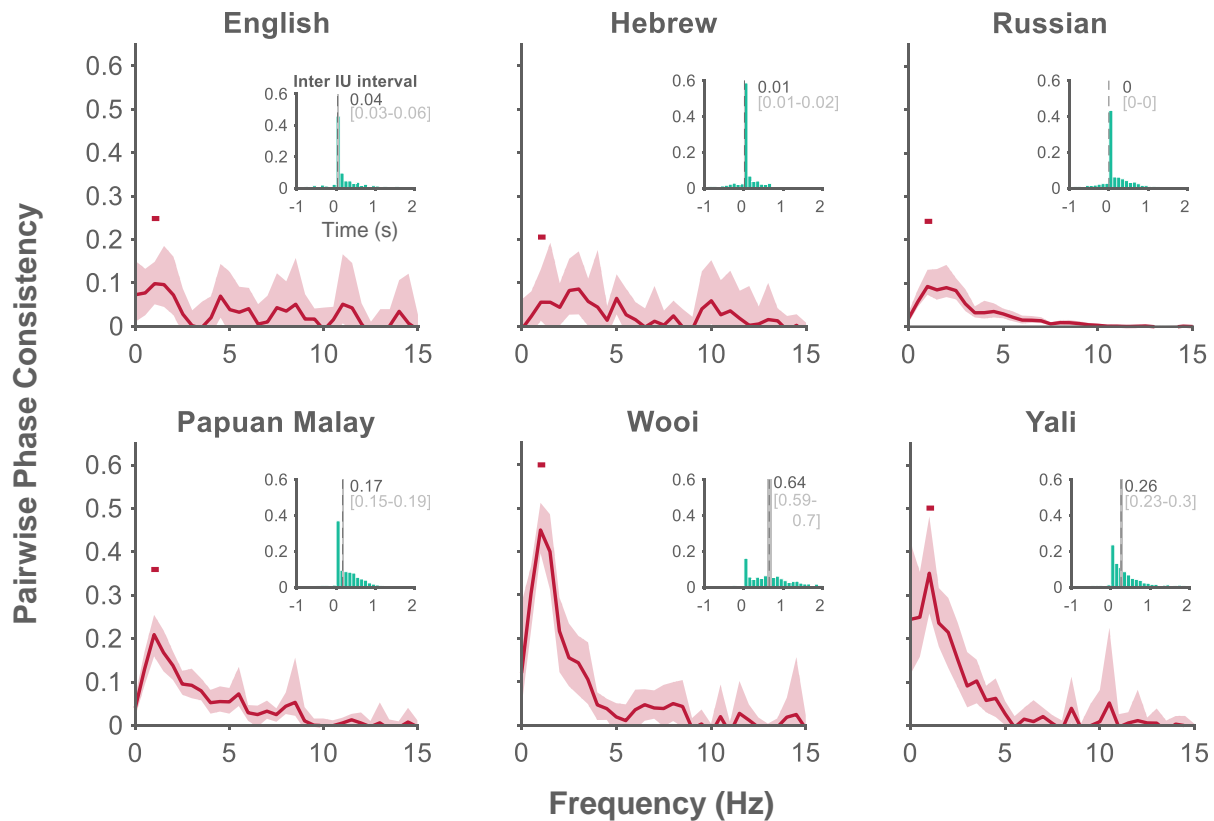 English
Hebrew
Russian
Pairwise Phase Consistency
0.6
0.5
0.4
0.3
0.2
0.1
0
0 5 10 15
Inter IU interval
0.04
[0.03-0.06]
0.6
0.4
0.2
0
-1 0 1 2
Time (s)
0 5 10 15
0.01
[0.01-0.02]
0.6
0.4
0.2
0
-1 0 1 2
0 5 10 15
0
[0-0]
0.6
0.4
0.2
0
-1 0 1 2
Papuan Malay
Wooi
Yali
0.6
0.5
0.4
0.3
0.2
0.1
0
0 5 10 15
0.17
[0.15-0.19]
0.6
0.4
0.2
0
-1 0 1 2
0 5 10 15
0.64
[0.59-
0.7]
0.6
0.4
0.2
0
-1 0 1 2
0 5 10 15
0.26
[0.23-0.3]
0.6
0.4
0.2
0
-1 0 1 2
Frequency (Hz)